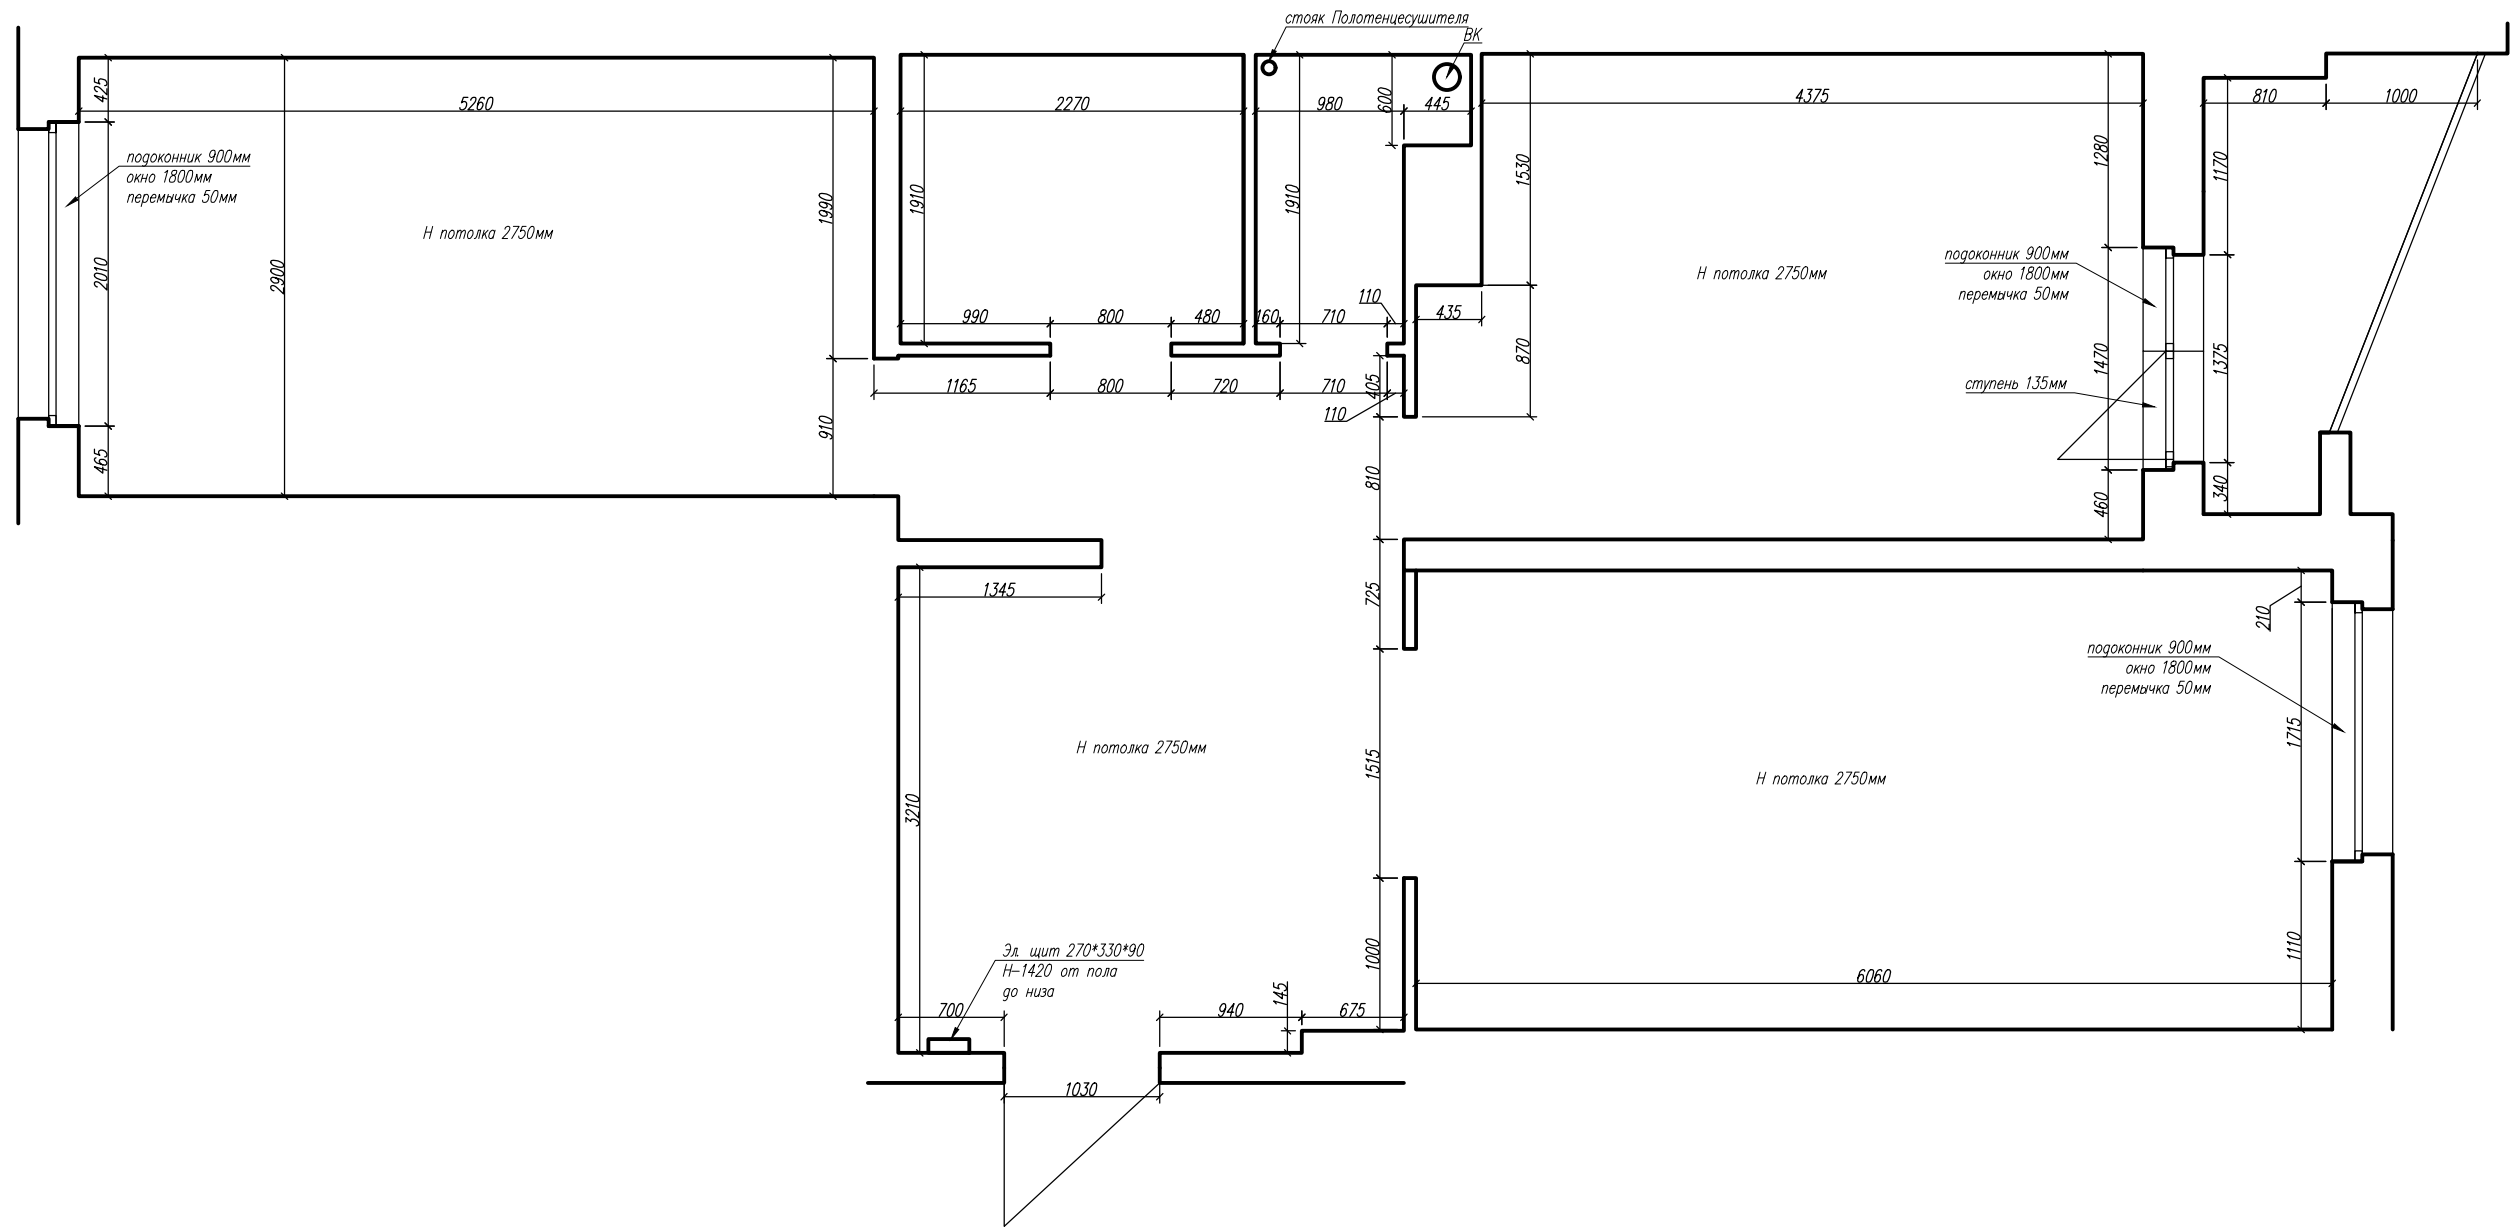 стояк Полотенцесушителя
ВК
425
5260
2270
980
600
445
4375
810
1000
подоконник 900мм
окно 1800мм
перемычка 50мм
1990
1910
1910
1530
1280
1170
Н потолка 2750мм
2010
2900
Н потолка 2750мм
подоконник 900мм
окно 1800мм
перемычка 50мм
990
800
480
160
710
110
435
870
1470
1375
1165
800
720
710
405
110
ступень 135мм
910
465
810
460
340
1345
725
210
подоконник 900мм
окно 1800мм
перемычка 50мм
1715
Н потолка 2750мм
1515
Н потолка 2750мм
3210
Эл. щит 270*330*90
Н-1420 от пола
до низа
1000
1110
6060
700
940
145
675
1030